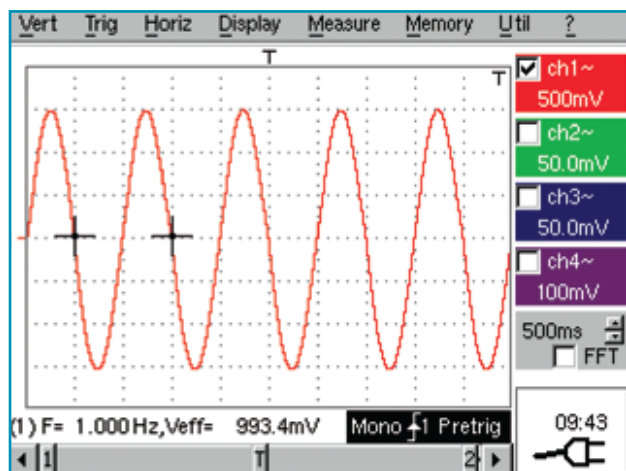 Vert Trig Horiz Display Measure Memory Util ?
T
T
ch1~
500mV
ch2~
50.0mV
ch3~
50.0mV
ch4~
100mV
500ms
FFT
(1) F= 1.000 Hz, Veff= 993.4mV
Mono 1 Pretrig
09:43
1 T 2